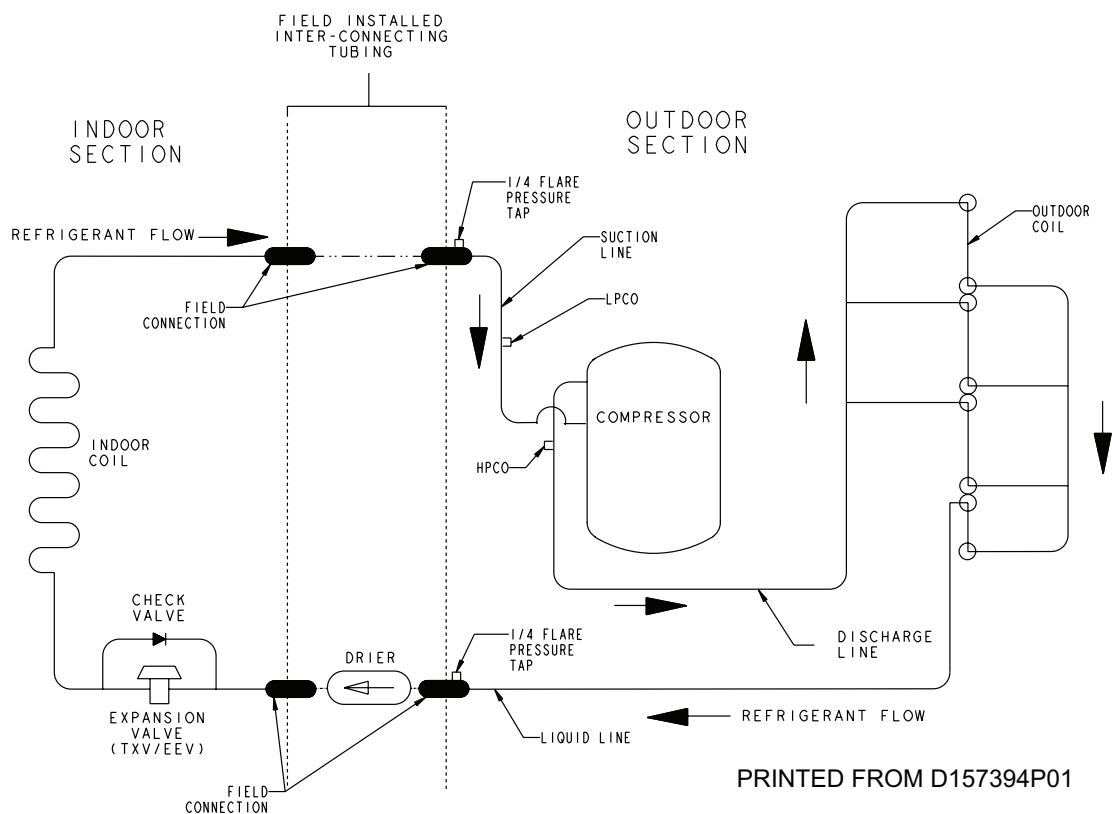 FIELD INSTALLED
INTER-CONNECTING
TUBING
INDOOR
SECTION
OUTDOOR
SECTION
1/4 FLARE
PRESSURE
TAP
OUTDOOR
COIL
REFRIGERANT FLOW
SUCTION
LINE
FIELD
CONNECTION
LPCO
COMPRESSOR
INDOOR
COIL
HPCO
CHECK
VALVE
1/4 FLARE
PRESSURE
TAP
DRIER
DISCHARGE
LINE
EXPANSION
VALVE
(TXV/EEV)
REFRIGERANT FLOW
LIQUID LINE
FIELD
CONNECTION
PRINTED FROM D157394P01